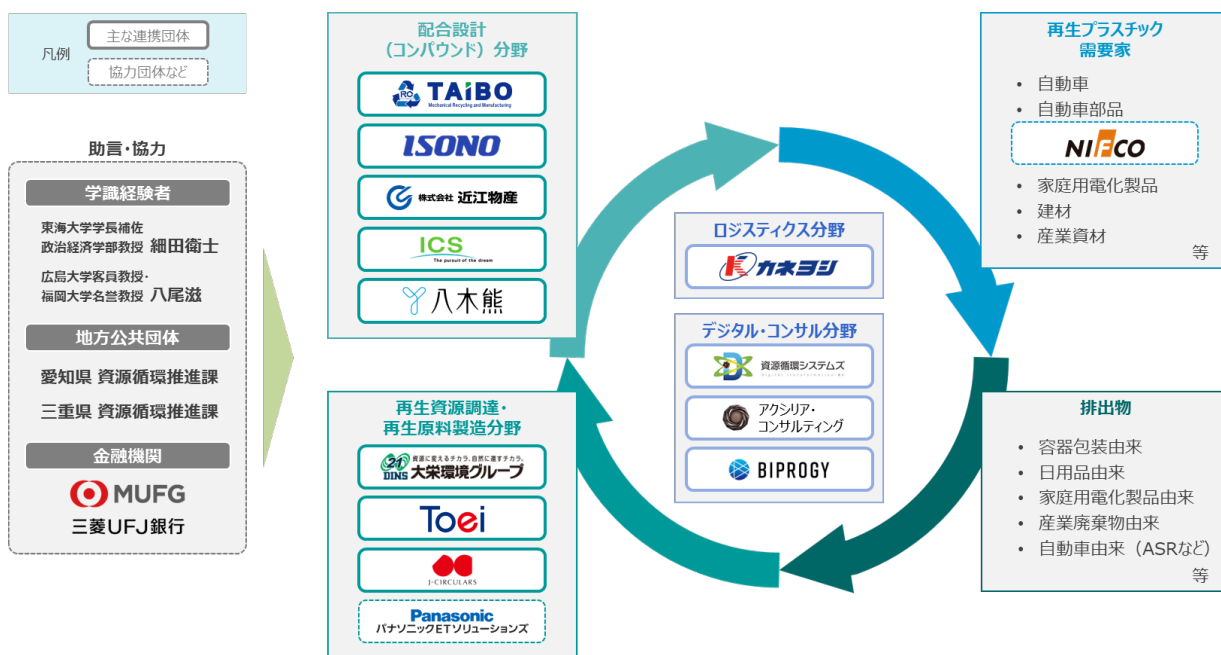 凡例
主な連携団体
協力団体など
助言・協力
学識経験者
東海大学学長補佐
政治経済学部教授 細田衛士
広島大学客員教授・
福岡大学名誉教授 八尾滋
地方公共団体
愛知県 資源循環推進課
三重県 資源循環推進課
金融機関
MUFG
三菱UFJ銀行
配合設計
（コンパウンド）分野
RO
TAiBO
Mechanical Recycling and Manufacturing
ISONO
株式会社 近江物産
ICS
The pursuit of the dream
八木熊
再生資源調達・
再生原料製造分野
21
DINS
資源に変えるチカラ、自然に還すチカラ。
大栄環境グループ
Toei
J-CIRCULARS
Panasonic
パナソニックETソリューションズ
ロジスティクス分野
カネヨシ
デジタル・コンサル分野
資源循環システムズ
アクシリア・
コンサルティング
BIPROGY
再生プラスチック
需要家
• 自動車
• 自動車部品
NIFCO
• 家庭用電化製品
• 建材
• 産業資材
等
排出物
• 容器包装由来
• 日用品由来
• 家庭用電化製品由来
• 産業廃棄物由来
• 自動車由来（ASRなど）
等